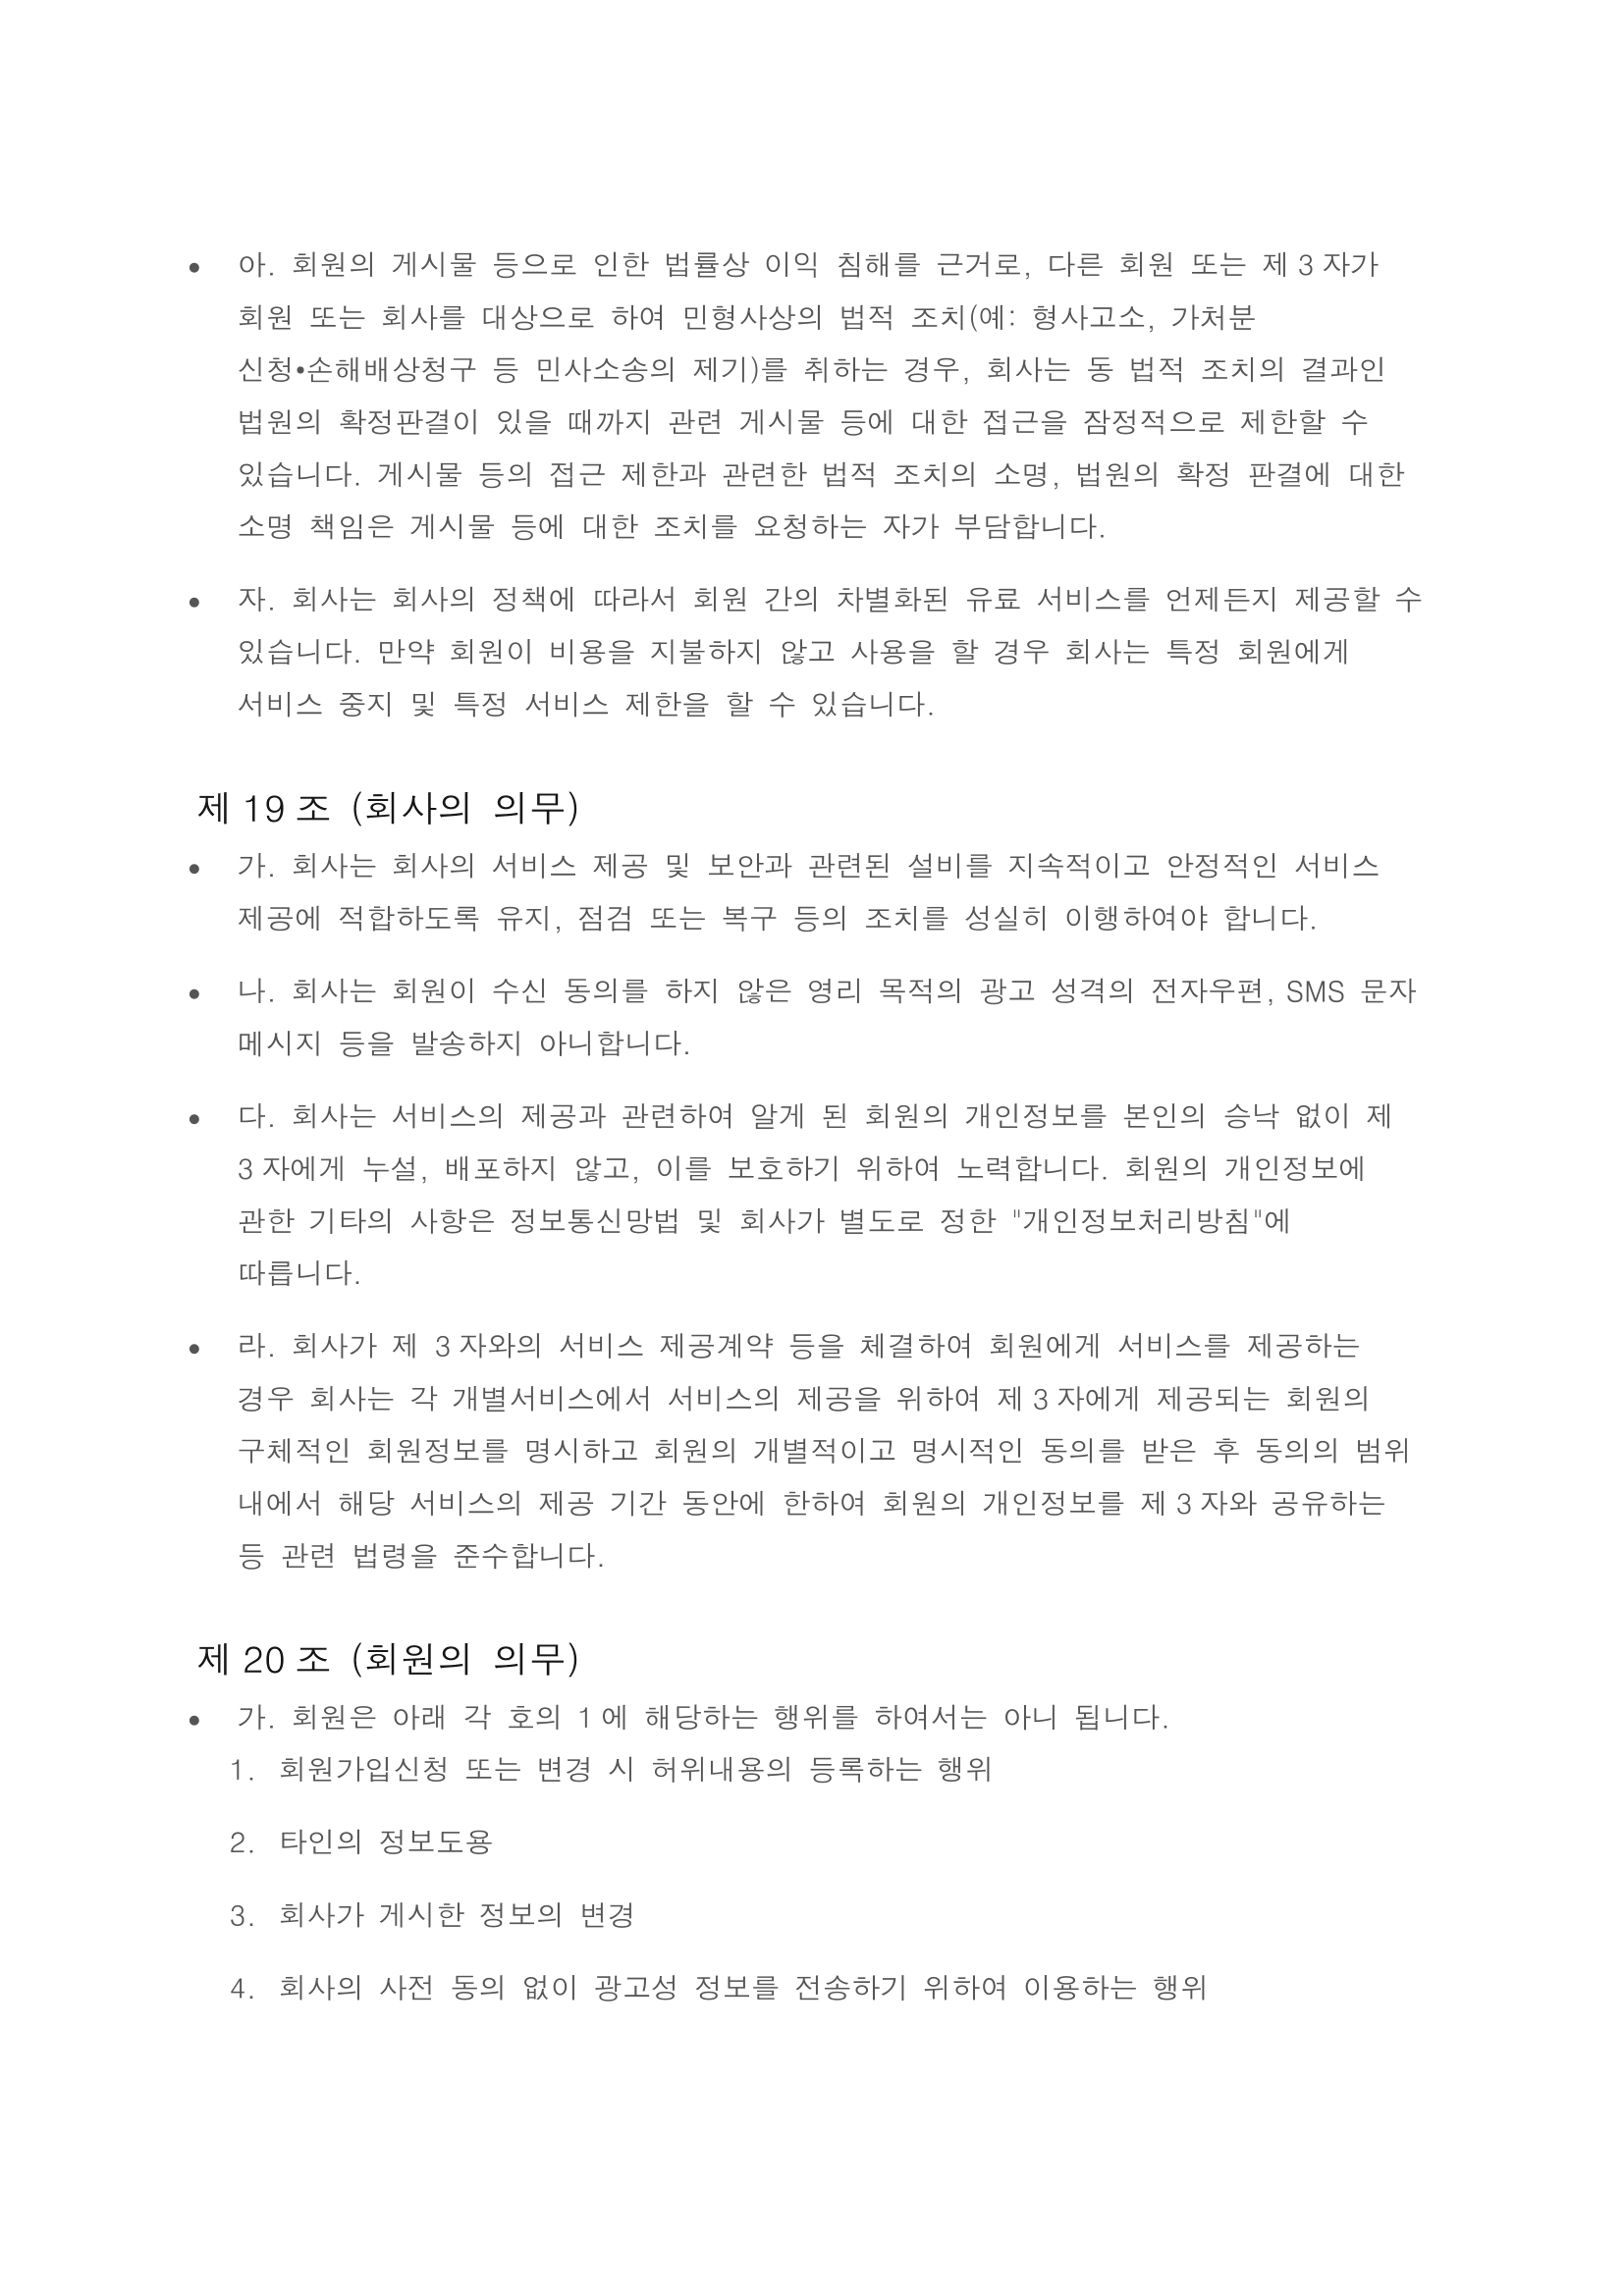 • 아. 회원의 게시물 등으로 인한 법률상 이익 침해를 근거로, 다른 회원 또는 제 3 자가
회원 또는 회사를 대상으로 하여 민형사상의 법적 조치(예: 형사고소, 가처분
신청•손해배상청구 등 민사소송의 제기)를 취하는 경우, 회사는 동 법적 조치의 결과인
법원의 확정판결이 있을 때까지 관련 게시물 등에 대한 접근을 잠정적으로 제한할 수
있습니다. 게시물 등의 접근 제한과 관련한 법적 조치의 소명, 법원의 확정 판결에 대한
소명 책임은 게시물 등에 대한 조치를 요청하는 자가 부담합니다.
• 자. 회사는 회사의 정책에 따라서 회원 간의 차별화된 유료 서비스를 언제든지 제공할 수
있습니다. 만약 회원이 비용을 지불하지 않고 사용을 할 경우 회사는 특정 회원에게
서비스 중지 및 특정 서비스 제한을 할 수 있습니다.
제 19 조 (회사의 의무)
• 가. 회사는 회사의 서비스 제공 및 보안과 관련된 설비를 지속적이고 안정적인 서비스
제공에 적합하도록 유지, 점검 또는 복구 등의 조치를 성실히 이행하여야 합니다.
• 나. 회사는 회원이 수신 동의를 하지 않은 영리 목적의 광고 성격의 전자우편, SMS 문자
메시지 등을 발송하지 아니합니다.
• 다. 회사는 서비스의 제공과 관련하여 알게 된 회원의 개인정보를 본인의 승낙 없이 제
3 자에게 누설, 배포하지 않고, 이를 보호하기 위하여 노력합니다. 회원의 개인정보에
관한 기타의 사항은 정보통신망법 및 회사가 별도로 정한 "개인정보처리방침"에
따릅니다.
• 라. 회사가 제 3 자와의 서비스 제공계약 등을 체결하여 회원에게 서비스를 제공하는
경우 회사는 각 개별서비스에서 서비스의 제공을 위하여 제 3 자에게 제공되는 회원의
구체적인 회원정보를 명시하고 회원의 개별적이고 명시적인 동의를 받은 후 동의의 범위
내에서 해당 서비스의 제공 기간 동안에 한하여 회원의 개인정보를 제 3 자와 공유하는
등 관련 법령을 준수합니다.
제 20 조 (회원의 의무)
• 가. 회원은 아래 각 호의 1 에 해당하는 행위를 하여서는 아니 됩니다.
1. 회원가입신청 또는 변경 시 허위내용의 등록하는 행위
2. 타인의 정보도용
3. 회사가 게시한 정보의 변경
4. 회사의 사전 동의 없이 광고성 정보를 전송하기 위하여 이용하는 행위